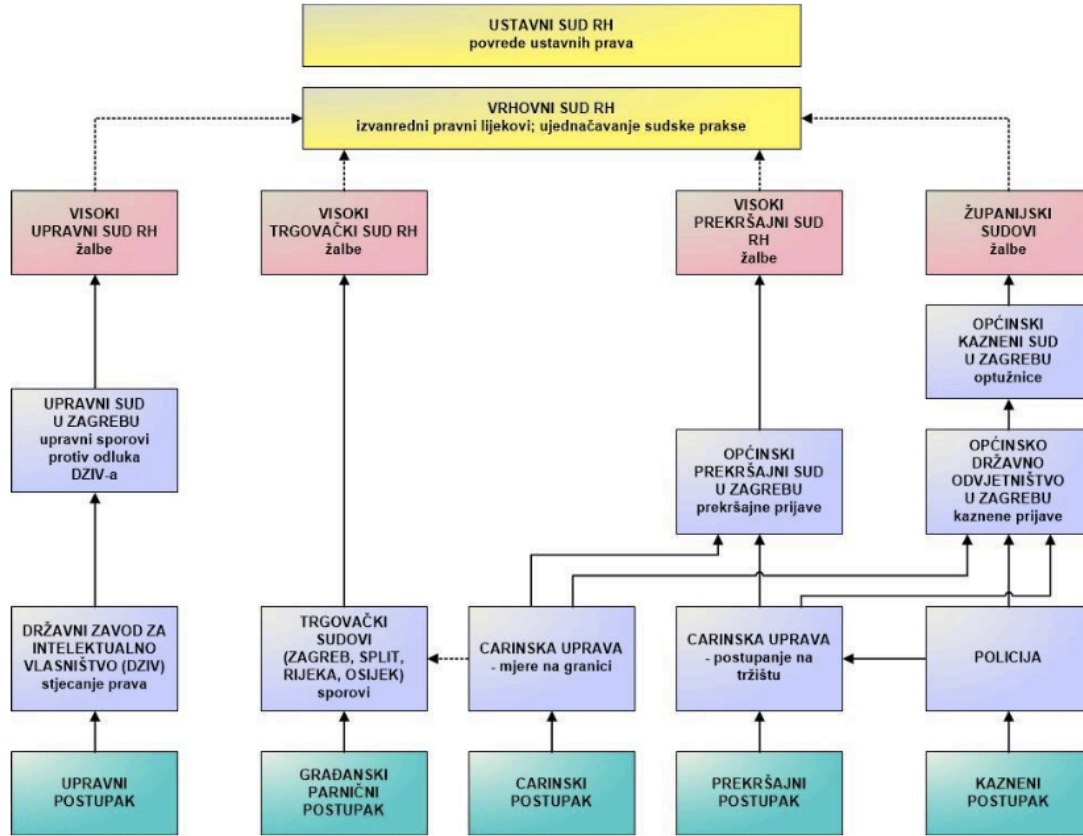 USTAVNI SUD RH
povrede ustavnih prava
VRHOVNI SUD RH
izvanredni pravni lijekovi; ujednačavanje sudske prakse
VISOKI
UPRAVNI SUD RH
žalbe
VISOKI
TRGOVAČKI SUD RH
žalbe
VISOKI
PREKRŠAJNI SUD
RH
žalbe
ŽUPANIJSKI
SUDOVI
žalbe
OPĆINSKI
KAZNENI SUD
U ZAGREBU
optužnice
UPRAVNI SUD
U ZAGREBU
upravni sporovi
protiv odluka
DZIV-a
OPĆINSKI
PREKRŠAJNI SUD
U ZAGREBU
prekršajne prijave
OPĆINSKO
DRŽAVNO
ODVJETNIŠTVO
U ZAGREBU
kaznene prijave
DRŽAVNI ZAVOD ZA
INTELEKTUALNO
VLASNIŠTVO (DZIV)
stjecanje prava
TRGOVAČKI
SUDOVI
(ZAGREB, SPLIT,
RIJEKA, OSIJEK)
sporovi
CARINSKA UPRAVA
- mjere na granici
CARINSKA UPRAVA
- postupanje na
tržištu
POLICIJA
UPRAVNI
POSTUPAK
GRAĐANSKI
PARNIČNI
POSTUPAK
CARINSKI
POSTUPAK
PREKRŠAJNI
POSTUPAK
KAZNENI
POSTUPAK